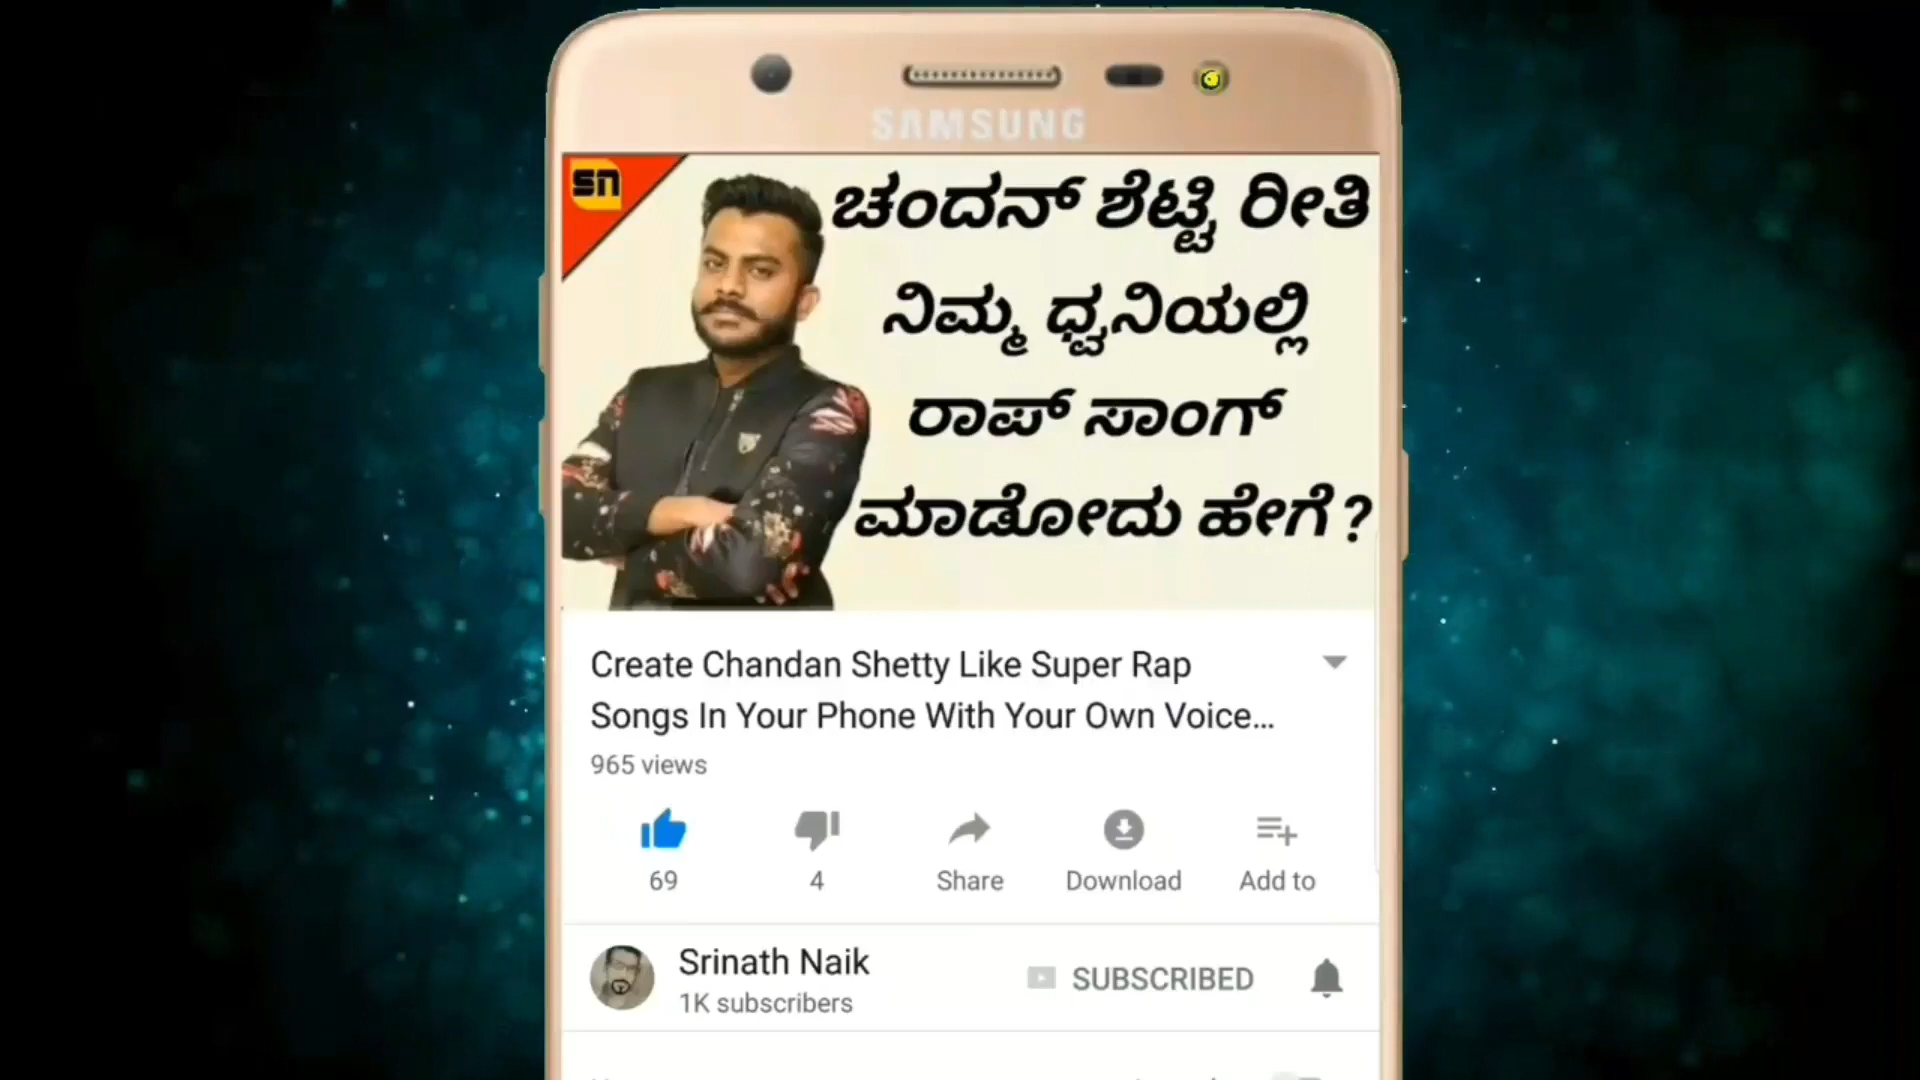 SAMSUNG
sn
ಚಂದನ್ ಶೆಟ್ಟಿ ರೀತಿ
ನಿಮ್ಮ ಧ್ವನಿಯಲ್ಲಿ
ರಾಪ್ ಸಾಂಗ್
ಮಾಡೋದು ಹೇಗೆ?
Create Chandan Shetty Like Super Rap
Songs In Your Phone With Your Own Voice...
965 views
69
4
Share
Download
Add to
Srinath Naik
SUBSCRIBED
1K subscribers